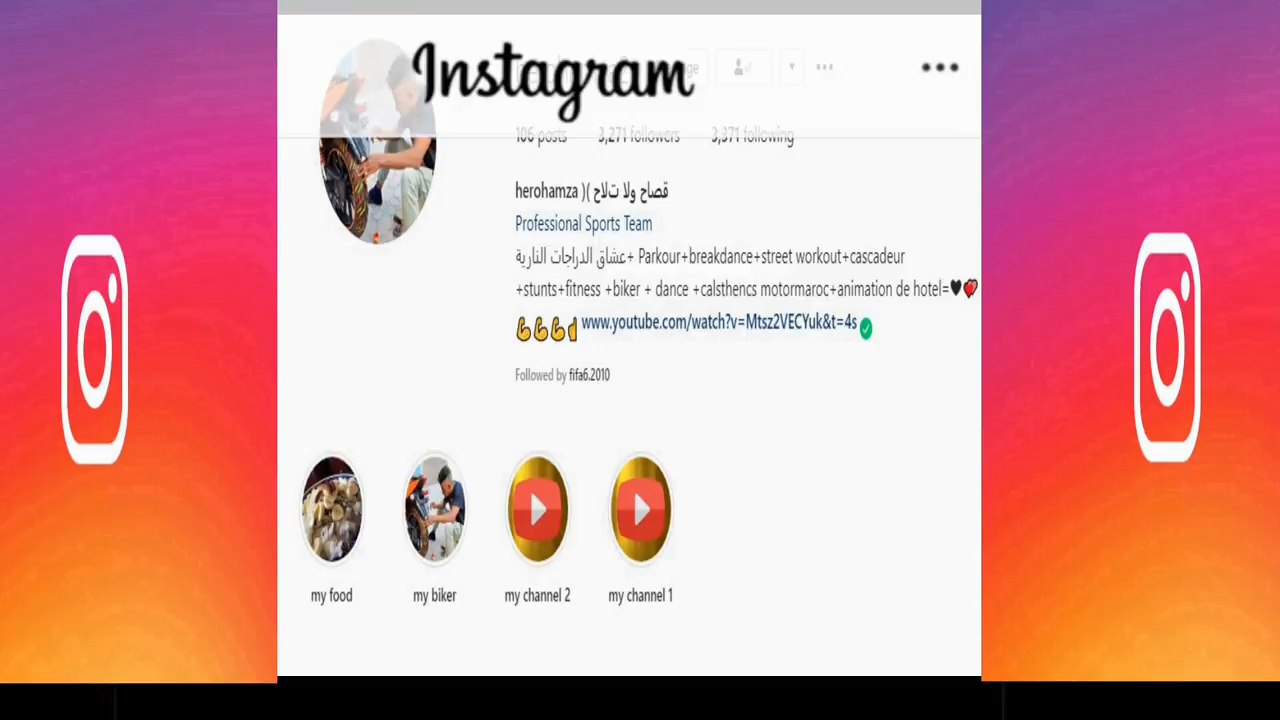 Instagram
106 posts 3,271 followers 3,371 following
herohamza )( قصاح ولا تلاح
Professional Sports Team
عشاق الدراجات النارية+ Parkour+breakdance+street workout+cascadeur
+stunts+fitness +biker + dance +calsthencs motormaroc+animation de hotel=🖤💘
💪💪💪 www.youtube.com/watch?v=Mtsz2VECYuk&t=4s
Followed by fifa6.2010
my food my biker my channel 2 my channel 1